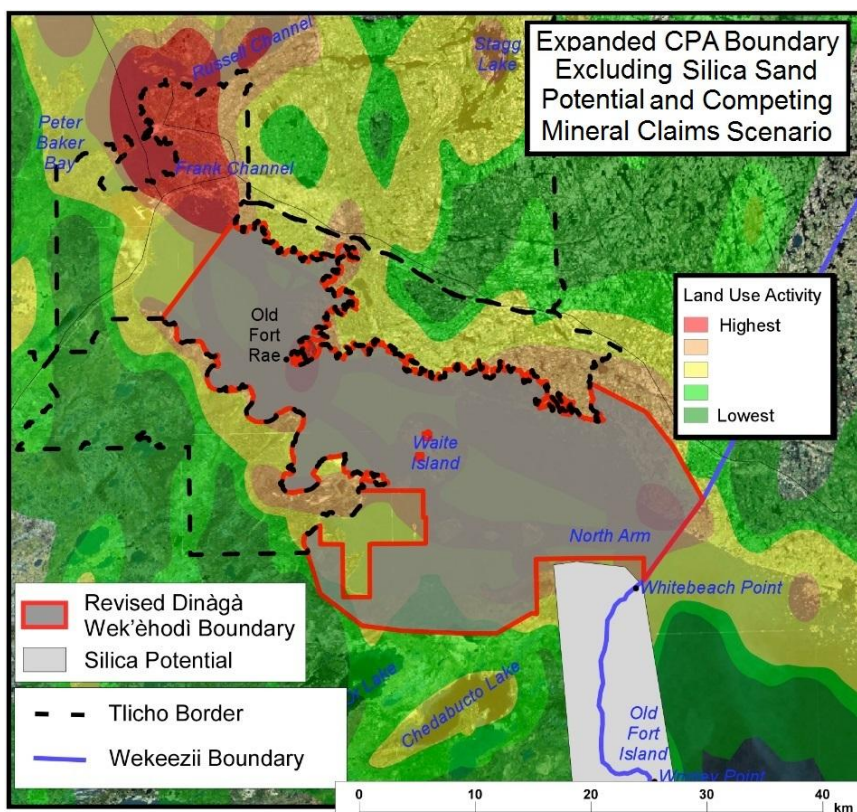 Expanded CPA Boundary
Excluding Silica Sand
Potential and Competing
Mineral Claims Scenario
Russell Channel
Stagg
Lake
Peter
Baker
Bay
Frank Channel
Land Use Activity
Highest
Lowest
Old
Fort
Rae
Waite
Island
North Arm
Whitebeach Point
Revised Dinàgà
Wek'èhodì Boundary
Silica Potential
Lake
Chedabucto Lake
Tlicho Border
Wekeezii Boundary
Old
Fort
Island
Point
0 10 20 30 40
km